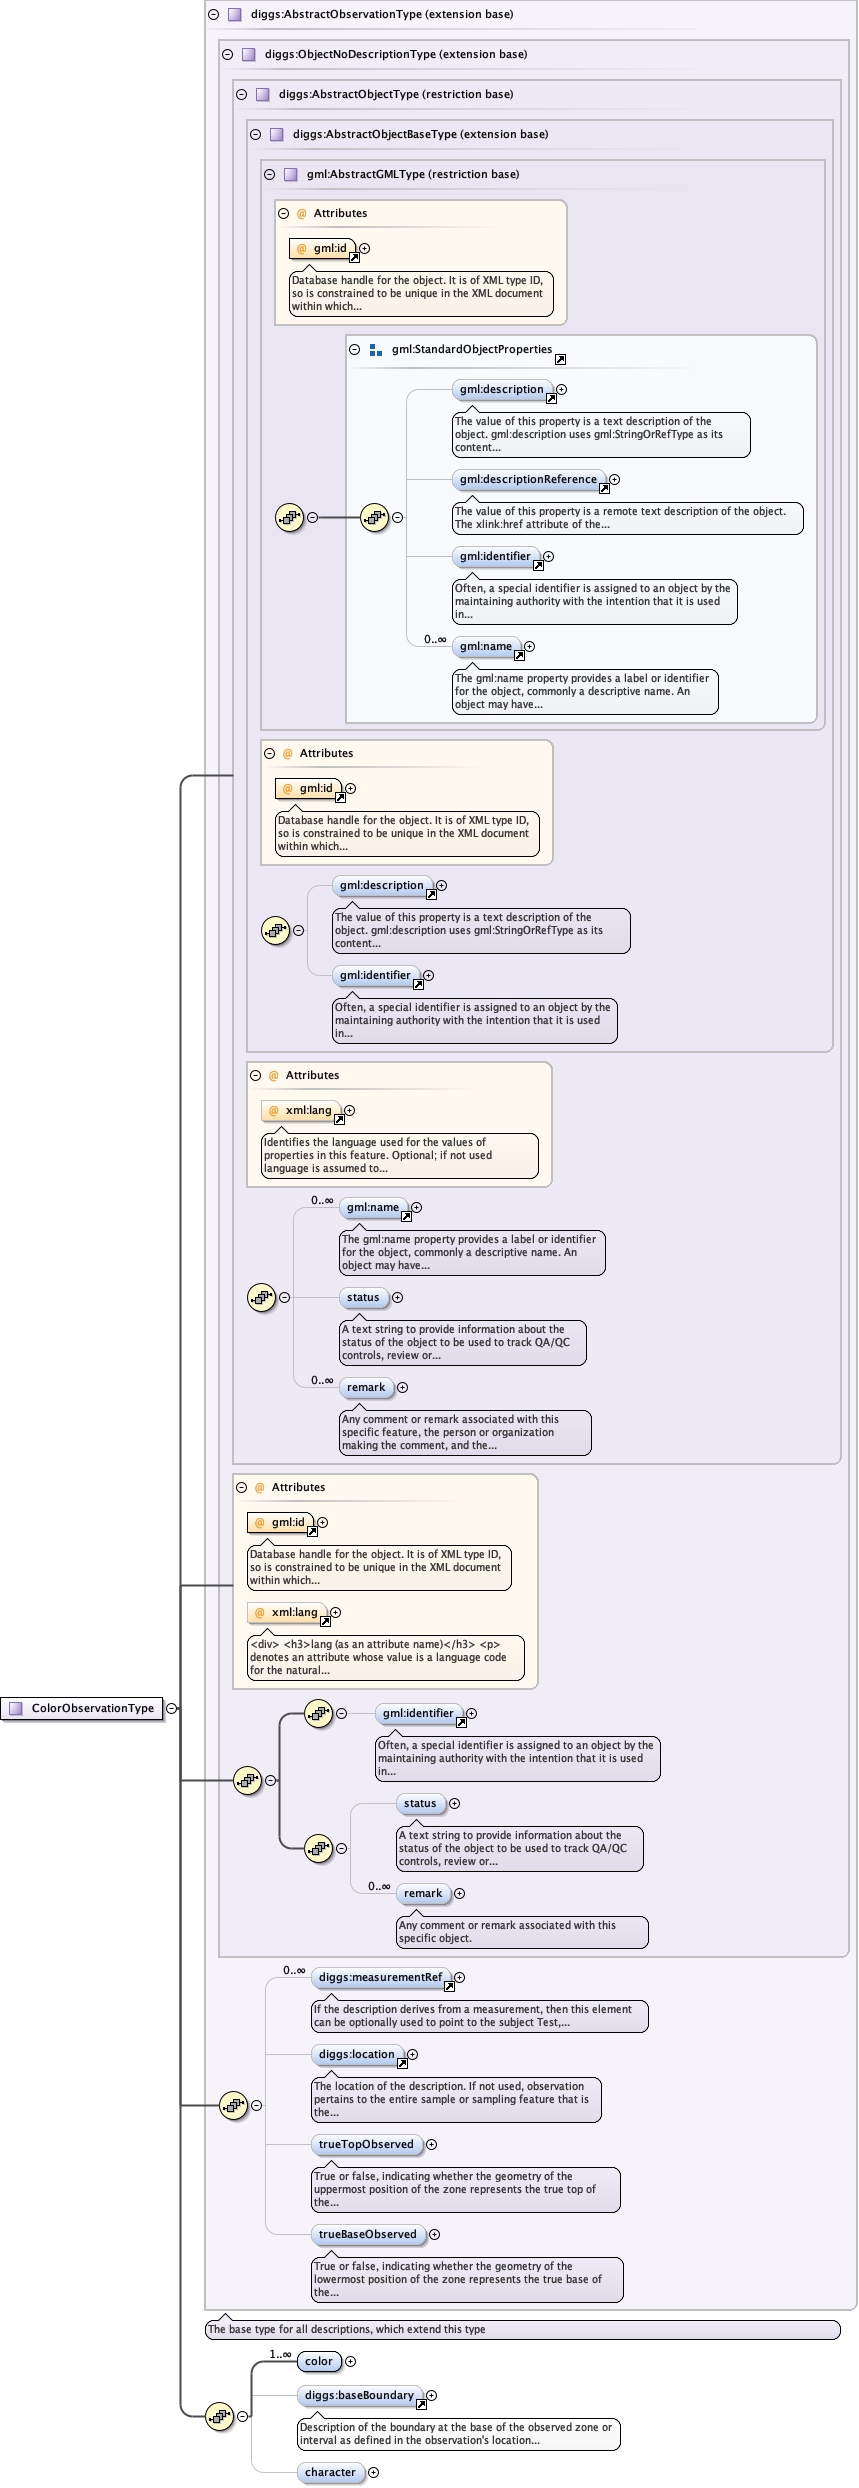 diggs:AbstractObservationType (extension base)
diggs:ObjectNoDescriptionType (extension base)
diggs:AbstractObjectType (restriction base)
diggs:AbstractObjectBaseType (extension base)
gml:AbstractGMLType (restriction base)
@ Attributes
@ gml:id
Database handle for the object. It is of XML type ID,
so is constrained to be unique in the XML document
within which...
gml:StandardObjectProperties
gml:description
The value of this property is a text description of the
object. gml:description uses gml:StringOrRefType as its
content...
gml:descriptionReference
The value of this property is a remote text description of the object.
The xlink:href attribute of the...
gml:identifier
Often, a special identifier is assigned to an object by the
maintaining authority with the intention that it is used
in...
0..∞
gml:name
The gml:name property provides a label or identifier
for the object, commonly a descriptive name. An
object may have...
@ Attributes
@ gml:id
Database handle for the object. It is of XML type ID,
so is constrained to be unique in the XML document
within which...
gml:description
The value of this property is a text description of the
object. gml:description uses gml:StringOrRefType as its
content...
gml:identifier
Often, a special identifier is assigned to an object by the
maintaining authority with the intention that it is used
in...
@ Attributes
@ xml:lang
Identifies the language used for the values of
properties in this feature. Optional; if not used
language is assumed to...
0..∞
gml:name
The gml:name property provides a label or identifier
for the object, commonly a descriptive name. An
object may have...
status
A text string to provide information about the
status of the object to be used to track QA/QC
controls, review or...
0..∞
remark
Any comment or remark associated with this
specific feature, the person or organization
making the comment, and the...
@ Attributes
@ gml:id
Database handle for the object. It is of XML type ID,
so is constrained to be unique in the XML document
within which...
@ xml:lang
<div> <h3>lang (as an attribute name)</h3> <p>
denotes an attribute whose value is a language code
for the natural...
ColorObservationType
gml:identifier
Often, a special identifier is assigned to an object by the
maintaining authority with the intention that it is used
in...
status
A text string to provide information about the
status of the object to be used to track QA/QC
controls, review or...
0..∞
remark
Any comment or remark associated with this
specific object.
0..∞
diggs:measurementRef
If the description derives from a measurement, then this element
can be optionally used to point to the subject Test,...
diggs:location
The location of the description. If not used, observation
pertains to the entire sample or sampling feature that is
the...
trueTopObserved
True or false, indicating whether the geometry of the
uppermost position of the zone represents the true top of
the...
trueBaseObserved
True or false, indicating whether the geometry of the
lowermost position of the zone represents the true base of
the...
The base type for all descriptions, which extend this type
1..∞
color
diggs:baseBoundary
Description of the boundary at the base of the observed zone or
interval as defined in the observation's location...
character